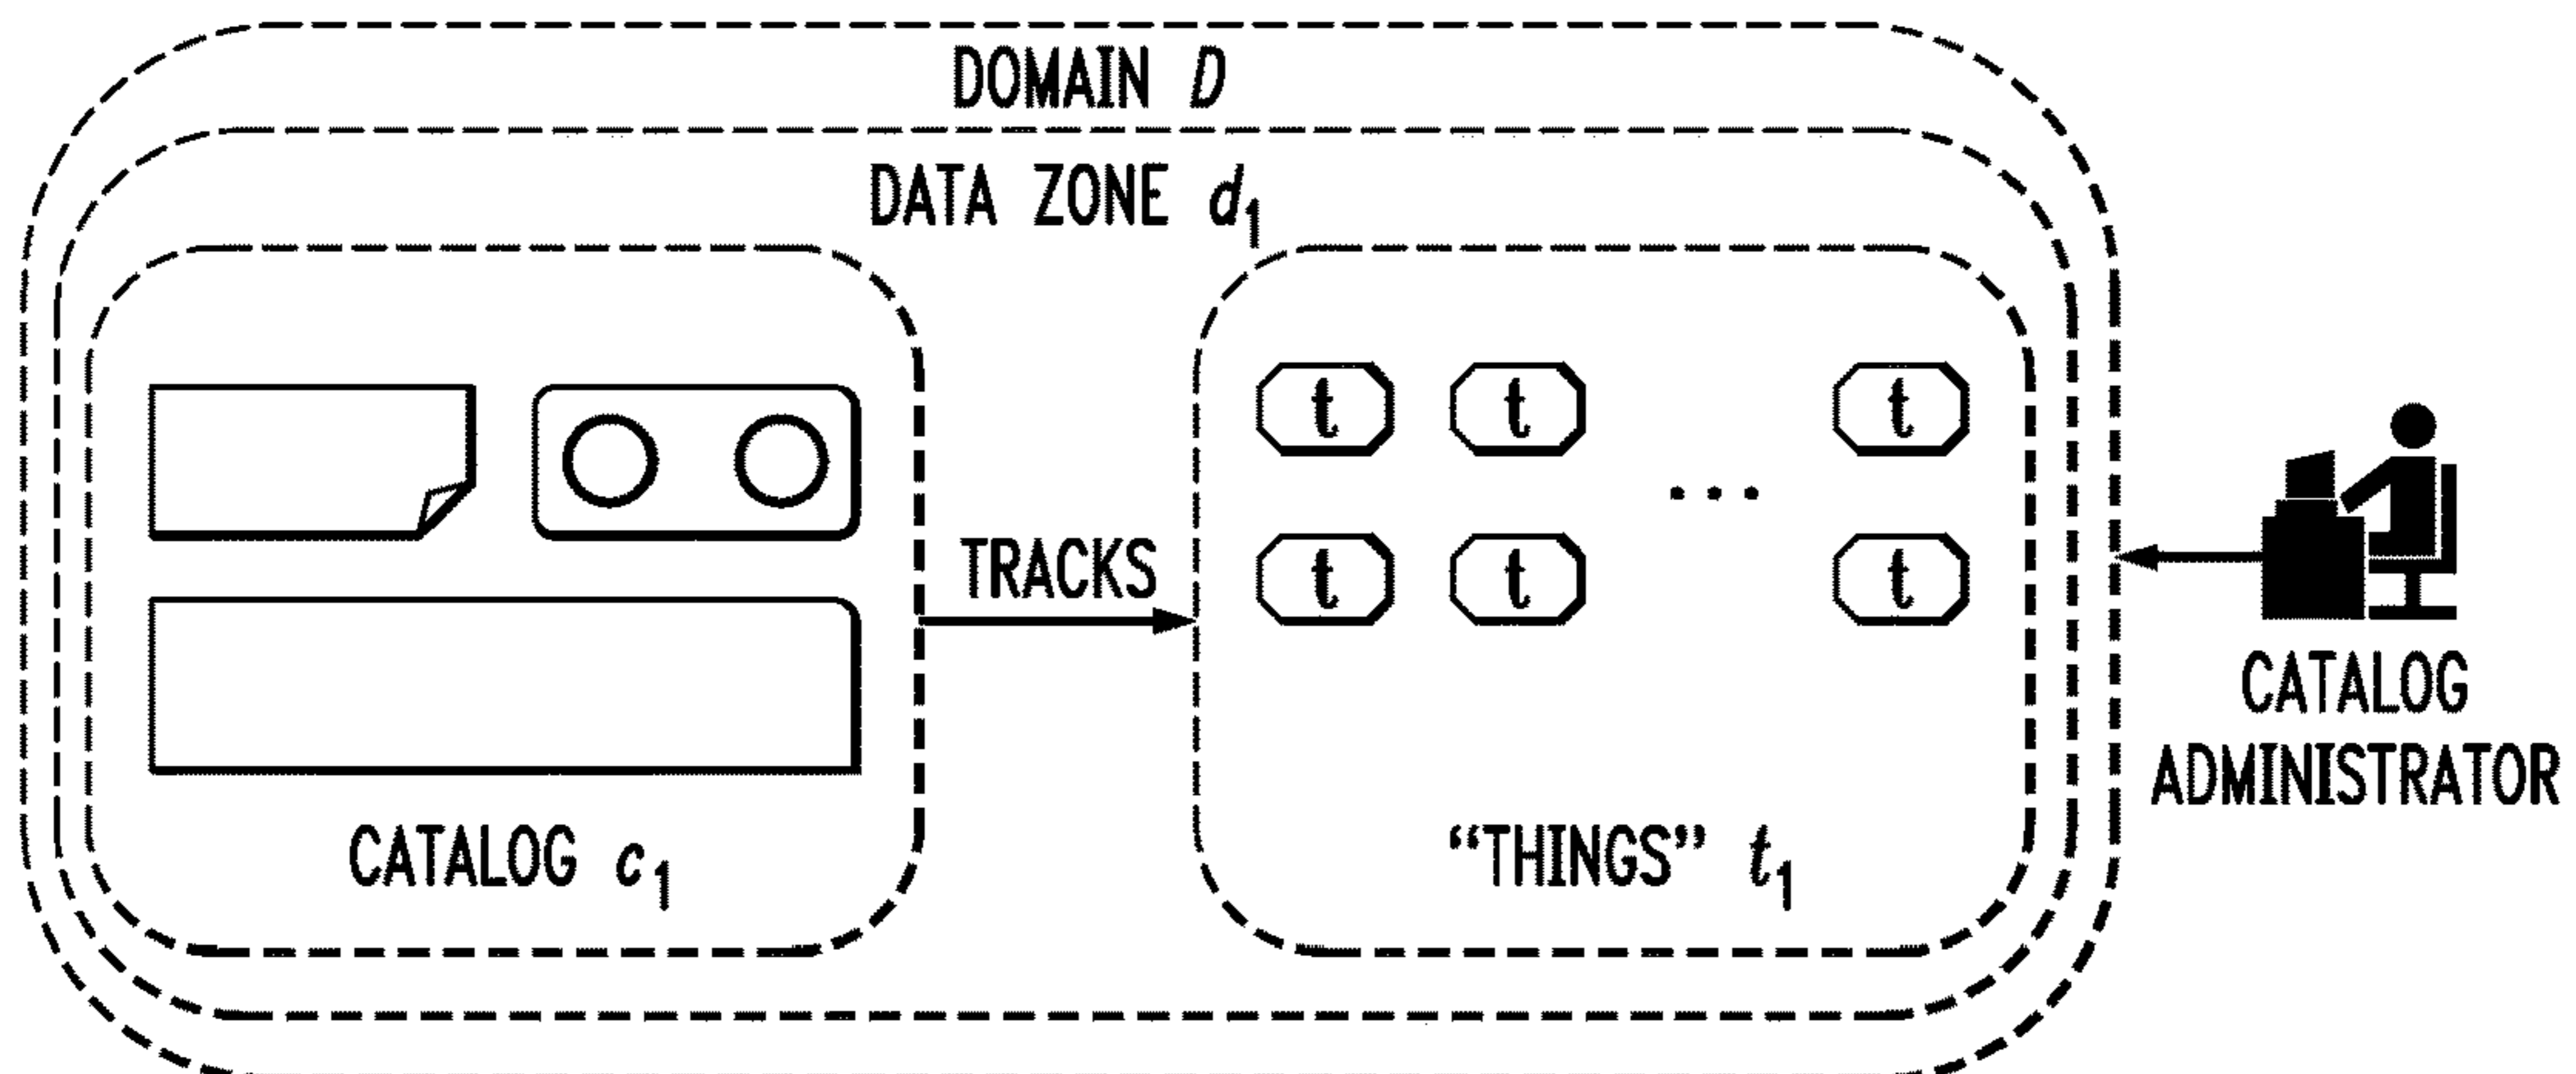 DOMAIN D
DATA ZONE d1
t t t
...
t t t
TRACKS
CATALOG c1
“THINGS” t1
CATALOG
ADMINISTRATOR